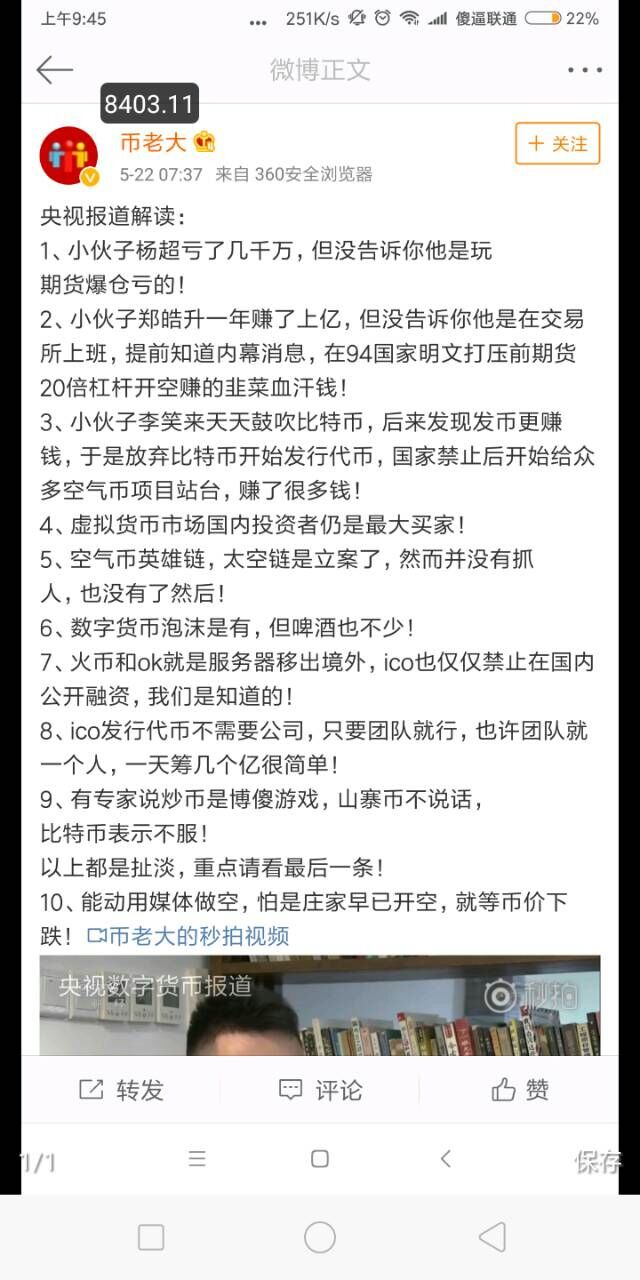 上午9:45 ... 251K/s 傻逼联通 22%
微博正文
8403.11
币老大
+ 关注
5-22 07:37 来自 360安全浏览器
央视报道解读：
1、小伙子杨超亏了几千万，但没告诉你他是玩
期货爆仓亏的！
2、小伙子郑皓升一年赚了上亿，但没告诉你他是在交易
所上班，提前知道内幕消息，在94国家明文打压前期货
20倍杠杆开空赚的韭菜血汗钱！
3、小伙子李笑来天天鼓吹比特币，后来发现发币更赚
钱，于是放弃比特币开始发行代币，国家禁止后开始给众
多空气币项目站台，赚了很多钱！
4、虚拟货币市场国内投资者仍是最大买家！
5、空气币英雄链，太空链是立案了，然而并没有抓
人，也没有了然后！
6、数字货币泡沫是有，但啤酒也不少！
7、火币和ok就是服务器移出境外，ico也仅仅禁止在国内
公开融资，我们是知道的！
8、ico发行代币不需要公司，只要团队就行，也许团队就
一个人，一天筹几个亿很简单！
9、有专家说炒币是博傻游戏，山寨币不说话，
比特币表示不服！
以上都是扯淡，重点请看最后一条！
10、能动用媒体做空，怕是庄家早已开空，就等币价下
跌！ 币老大的秒拍视频
央视数字货币报道
秒拍
转发
评论
赞
1/1
保存